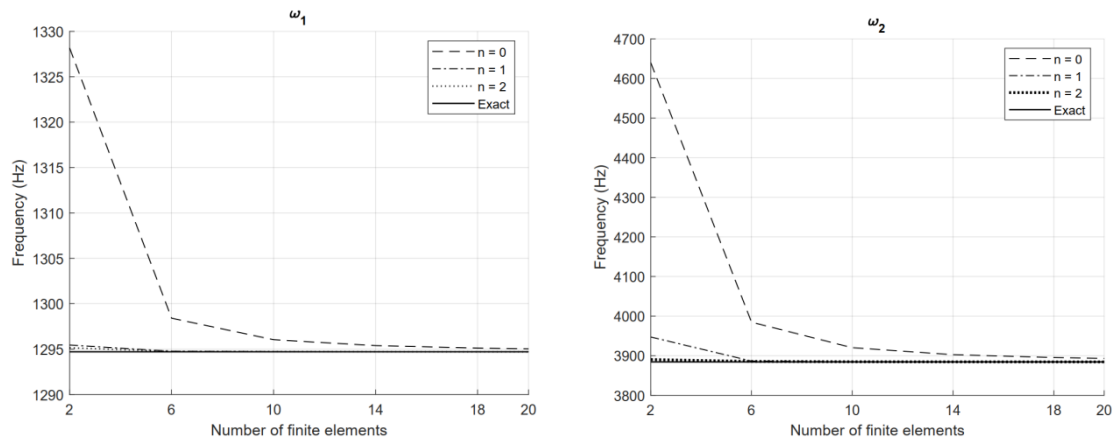 ω1
1330
1325
1320
1315
1310
1305
1300
1295
1290
Frequency (Hz)
2 6 10 14 18 20
Number of finite elements
n = 0
n = 1
n = 2
Exact
ω2
4700
4600
4500
4400
4300
4200
4100
4000
3900
3800
Frequency (Hz)
2 6 10 14 18 20
Number of finite elements
n = 0
n = 1
n = 2
Exact